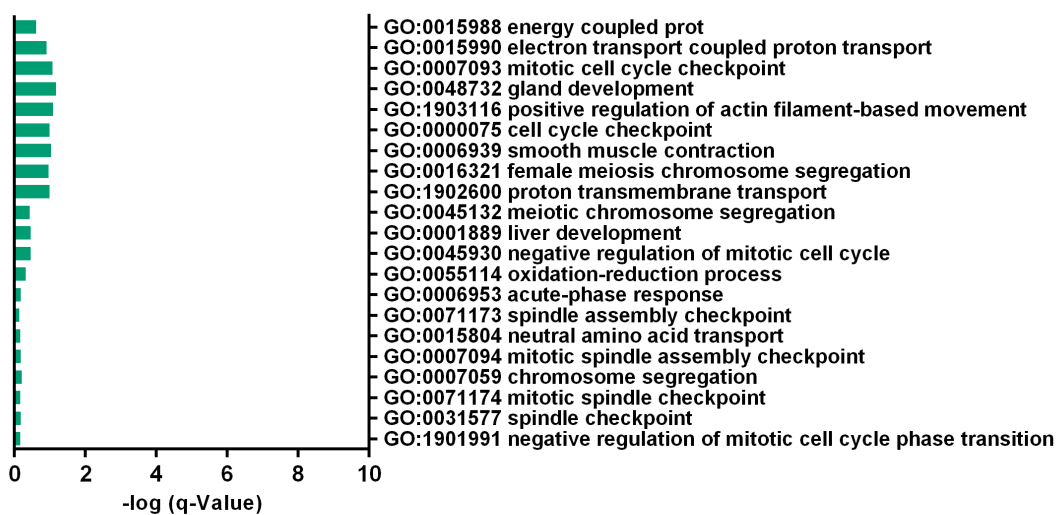 GO:0015988 energy coupled prot
GO:0015990 electron transport coupled proton transport
GO:0007093 mitotic cell cycle checkpoint
GO:0048732 gland development
GO:1903116 positive regulation of actin filament-based movement
GO:0000075 cell cycle checkpoint
GO:0006939 smooth muscle contraction
GO:0016321 female meiosis chromosome segregation
GO:1902600 proton transmembrane transport
GO:0045132 meiotic chromosome segregation
GO:0001889 liver development
GO:0045930 negative regulation of mitotic cell cycle
GO:0055114 oxidation-reduction process
GO:0006953 acute-phase response
GO:0071173 spindle assembly checkpoint
GO:0015804 neutral amino acid transport
GO:0007094 mitotic spindle assembly checkpoint
GO:0007059 chromosome segregation
GO:0071174 mitotic spindle checkpoint
GO:0031577 spindle checkpoint
GO:1901991 negative regulation of mitotic cell cycle phase transition
0 2 4 6 8 10
-log (q-Value)